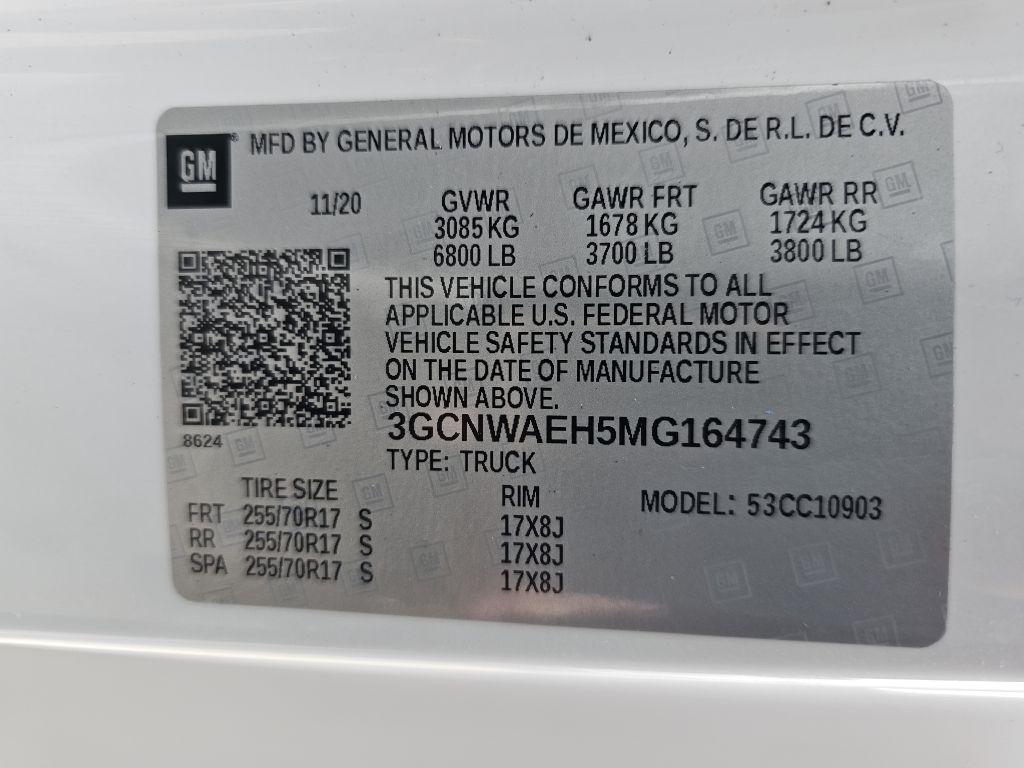 GM® MFD BY GENERAL MOTORS DE MEXICO, S. DE R.L. DE C.V.
11/20 GVWR GAWR FRT GAWR RR
3085 KG 1678 KG 1724 KG
6800 LB 3700 LB 3800 LB
THIS VEHICLE CONFORMS TO ALL
APPLICABLE U.S. FEDERAL MOTOR
VEHICLE SAFETY STANDARDS IN EFFECT
ON THE DATE OF MANUFACTURE
SHOWN ABOVE.
3GCNWAEH5MG164743
8624
TYPE: TRUCK
TIRE SIZE RIM MODEL: 53CC10903
FRT 255/70R17 S 17X8J
RR 255/70R17 S 17X8J
SPA 255/70R17 S 17X8J